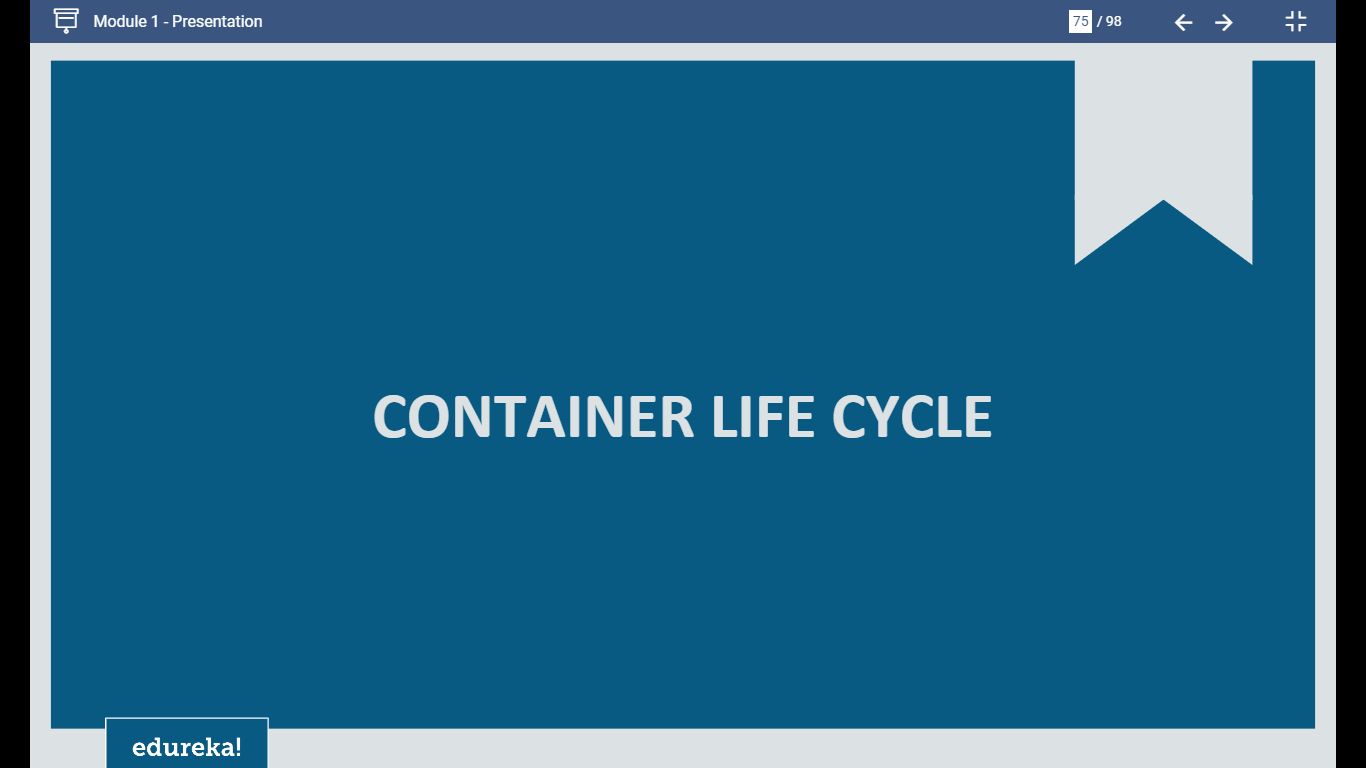 Module 1 - Presentation
75 / 98
CONTAINER LIFE CYCLE
edureka!